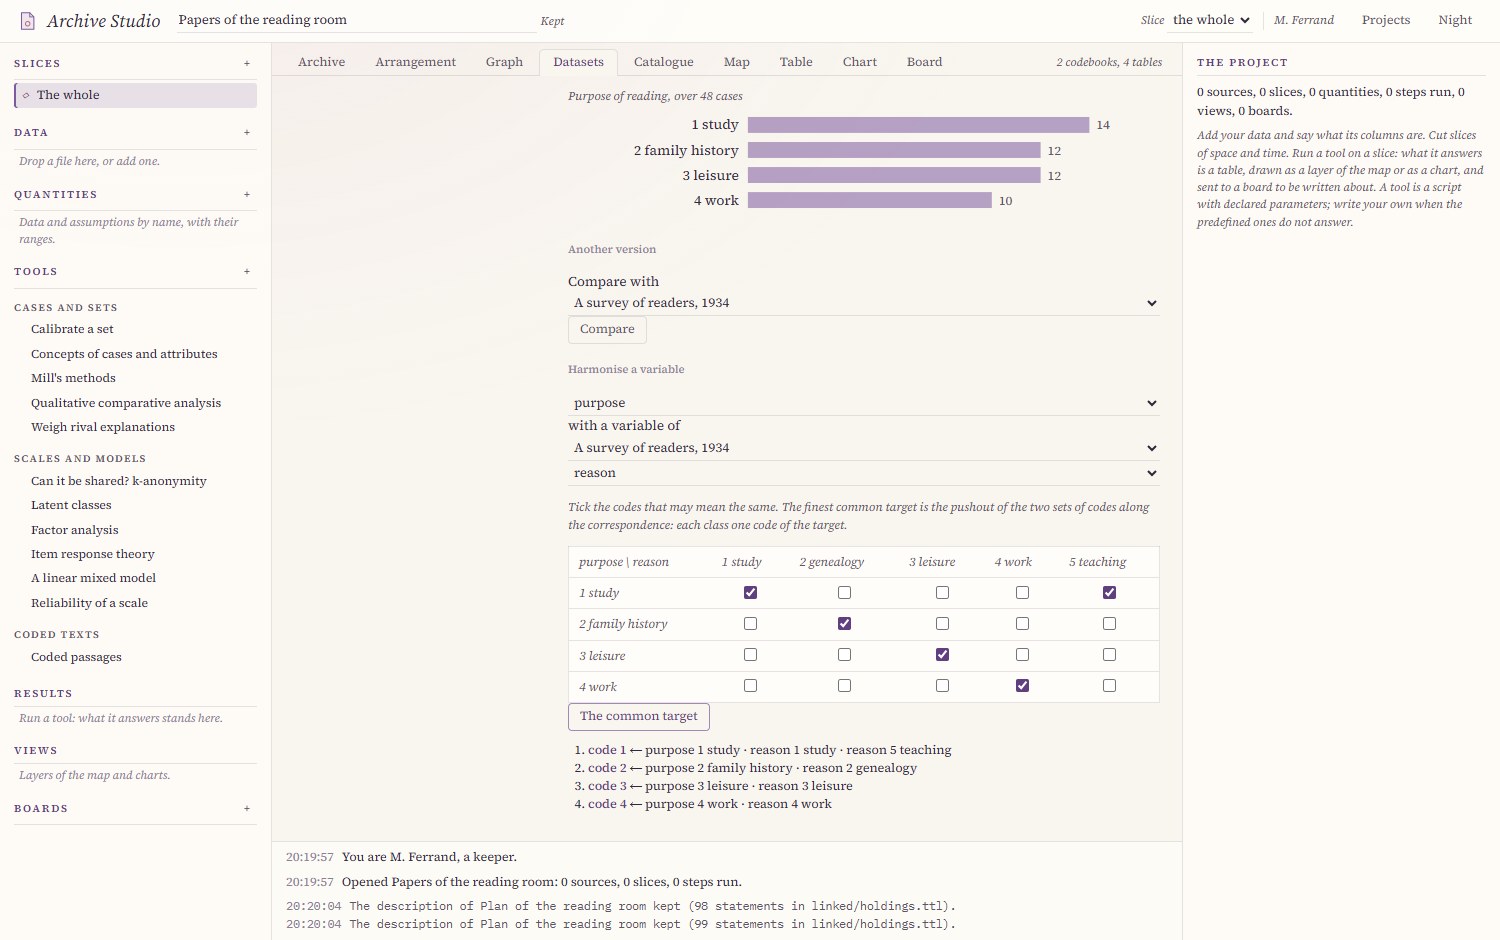 Archive Studio
Papers of the reading room
Kept
Slice the whole
M. Ferrand
Projects
Night
SLICES +
The whole
DATA +
Drop a file here, or add one.
QUANTITIES +
Data and assumptions by name, with their
ranges.
TOOLS +
CASES AND SETS
Calibrate a set
Concepts of cases and attributes
Mill's methods
Qualitative comparative analysis
Weigh rival explanations
SCALES AND MODELS
Can it be shared? k-anonymity
Latent classes
Factor analysis
Item response theory
A linear mixed model
Reliability of a scale
CODED TEXTS
Coded passages
RESULTS
Run a tool: what it answers stands here.
VIEWS
Layers of the map and charts.
BOARDS +
Archive Arrangement Graph Datasets Catalogue Map Table Chart Board
2 codebooks, 4 tables
Purpose of reading, over 48 cases
1 study 14
2 family history 12
3 leisure 12
4 work 10
Another version
Compare with
A survey of readers, 1934
Compare
Harmonise a variable
purpose
with a variable of
A survey of readers, 1934
reason
Tick the codes that may mean the same. The finest common target is the pushout of the two sets of codes along
the correspondence: each class one code of the target.
purpose \ reason 1 study 2 genealogy 3 leisure 4 work 5 teaching
1 study
2 family history
3 leisure
4 work
The common target
1. code 1 ← purpose 1 study · reason 1 study · reason 5 teaching
2. code 2 ← purpose 2 family history · reason 2 genealogy
3. code 3 ← purpose 3 leisure · reason 3 leisure
4. code 4 ← purpose 4 work · reason 4 work
20:19:57 You are M. Ferrand, a keeper.
20:19:57 Opened Papers of the reading room: 0 sources, 0 slices, 0 steps run.
20:20:04 The description of Plan of the reading room kept (98 statements in linked/holdings.ttl).
20:20:04 The description of Plan of the reading room kept (99 statements in linked/holdings.ttl).
THE PROJECT
0 sources, 0 slices, 0 quantities, 0 steps run, 0
views, 0 boards.
Add your data and say what its columns are. Cut slices
of space and time. Run a tool on a slice: what it answers
is a table, drawn as a layer of the map or as a chart, and
sent to a board to be written about. A tool is a script
with declared parameters; write your own when the
predefined ones do not answer.